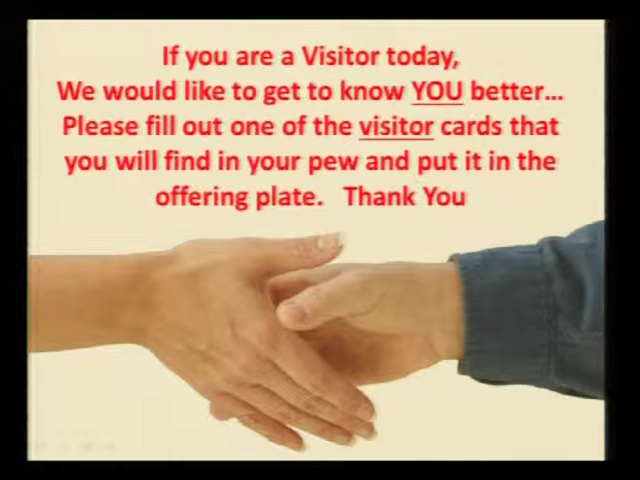 If you are a Visitor today,
We would like to get to know YOU better...
Please fill out one of the visitor cards that
you will find in your pew and put it in the
offering plate.   Thank You